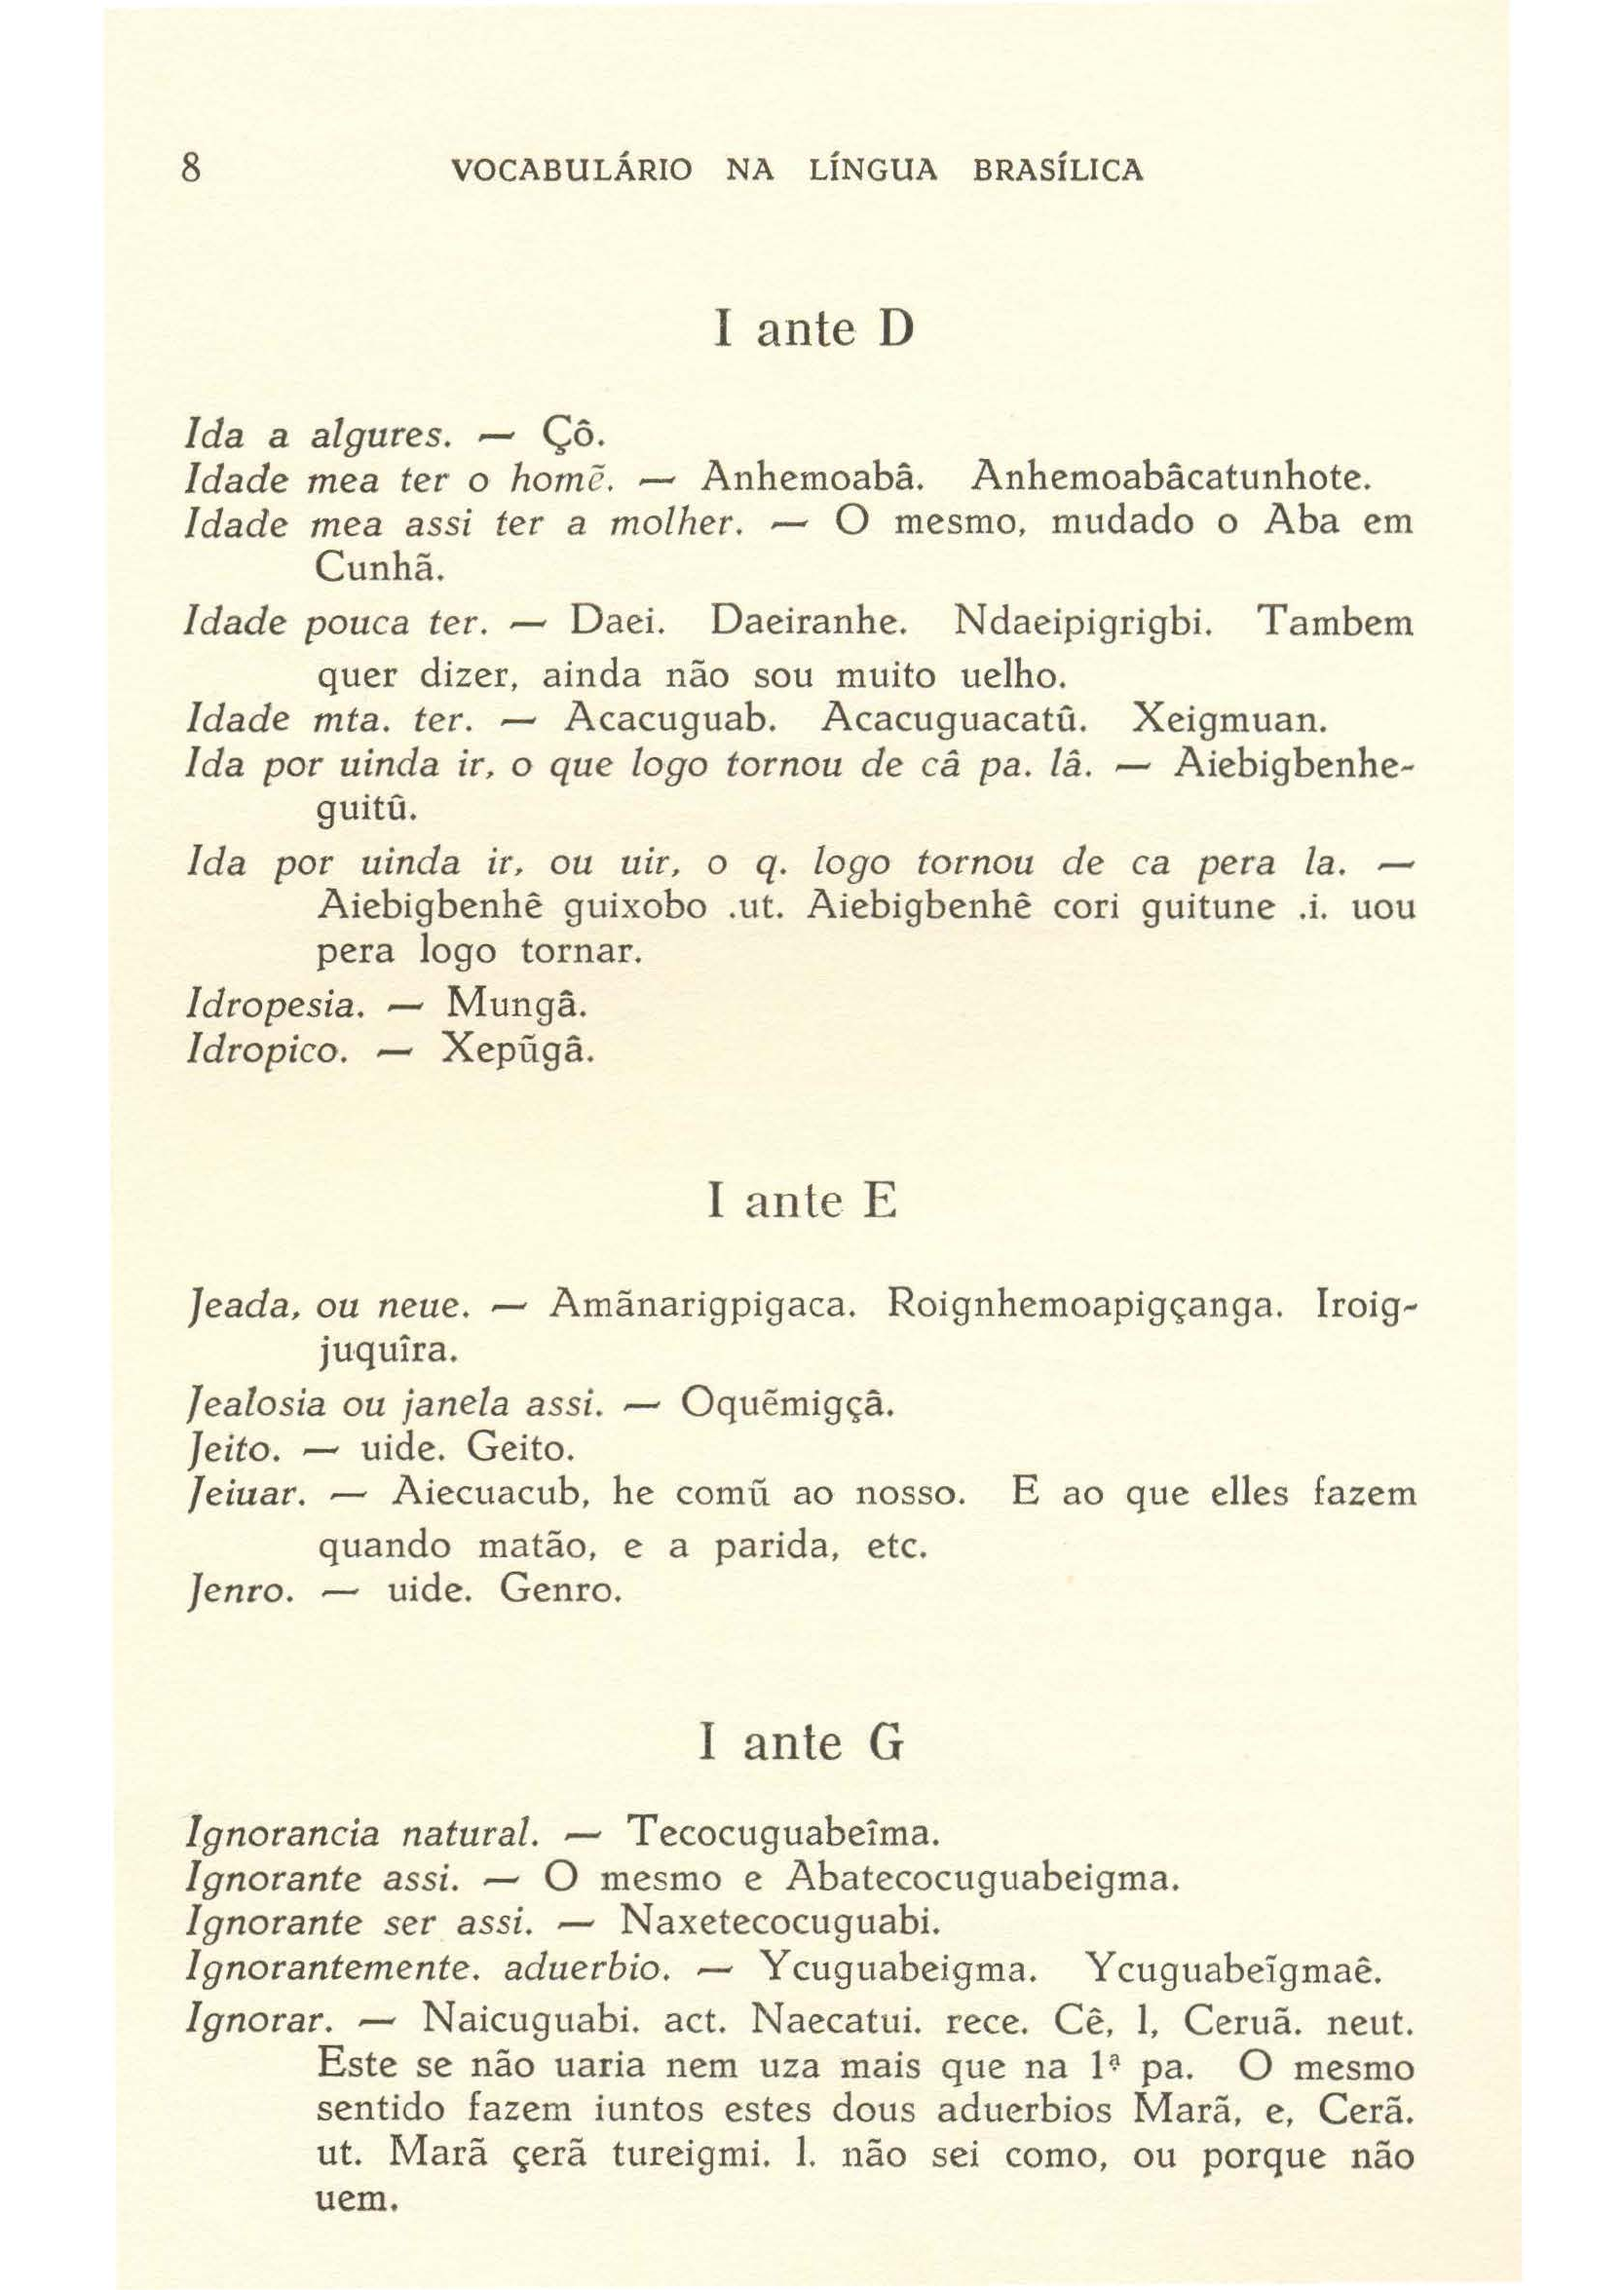 8 VOCABULÁRIO NA LÍNGUA BRASÍLICA
I ante D
Ida a algures. — Çô.
Idade mea ter o homẽ. — Anhemoabâ. Anhemoabâcatunhote.
Idade mea assi ter a molher. — O mesmo, mudado o Aba em
Cunhã.
Idade pouca ter. — Daei. Daeiranhe. Ndaeipigrigbi. Tambem
quer dizer, ainda não sou muito uelho.
Idade mta. ter. — Acacuguab. Acacuguacatû. Xeigmuan.
Ida por uinda ir, o que logo tornou de câ pa. lâ. — Aiebigbenhe-
guitû.
Ida por uinda ir, ou uir, o q. logo tornou de ca pera la. —
Aiebigbenhê guixobo .ut. Aiebigbenhê cori guitune .i. uou
pera logo tornar.
Idropesia. — Mungâ.
Idropico. — Xepũgâ.
I ante E
Jeada, ou neue. — Amãnarigpigaca. Roignhemoapigçanga. Iroig-
juquîra.
Jealosia ou janela assi. — Oquẽmigçâ.
Jeito. — uide. Geito.
Jeiuar. — Aiecuacub, he comũ ao nosso. E ao que elles fazem
quando matão, e a parida, etc.
Jenro. — uide. Genro.
I ante G
Ignorancia natural. — Tecocuguabeîma.
Ignorante assi. — O mesmo e Abatecocuguabeigma.
Ignorante ser assi. — Naxetecocuguabi.
Ignorantemente. aduerbio. — Ycuguabeigma. Ycuguabeĩgmaê.
Ignorar. — Naicuguabi. act. Naecatui. rece. Cê, l, Ceruã. neut.
Este se não uaria nem uza mais que na 1ª pa. O mesmo
sentido fazem iuntos estes dous aduerbios Marã, e, Cerã.
ut. Marã çerã tureigmi. l. não sei como, ou porque não
uem.